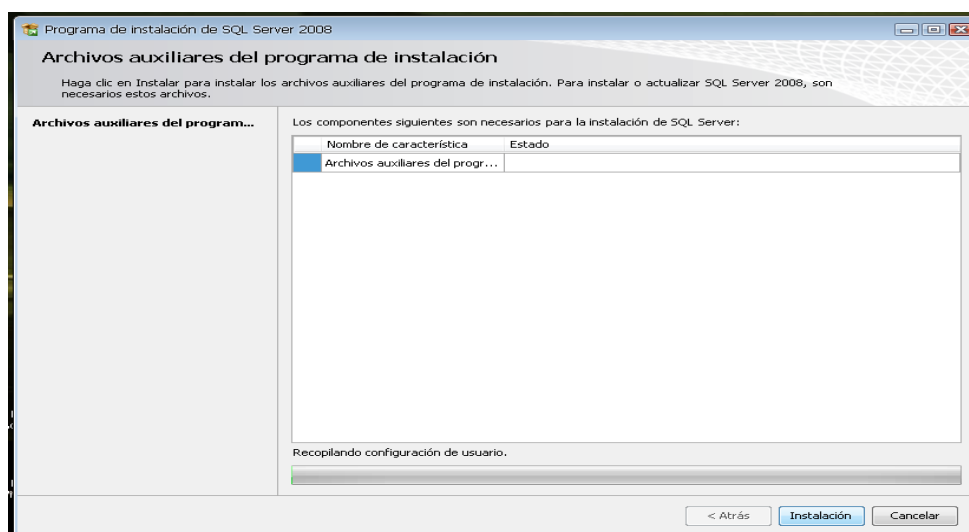 Programa de instalación de SQL Server 2008
Archivos auxiliares del programa de instalación
Haga clic en Instalar para instalar los archivos auxiliares del programa de instalación. Para instalar o actualizar SQL Server 2008, son
necesarios estos archivos.
Archivos auxiliares del program...
Los componentes siguientes son necesarios para la instalación de SQL Server:
Nombre de característica Estado
Archivos auxiliares del progr...
Recopilando configuración de usuario.
< Atrás Instalación Cancelar